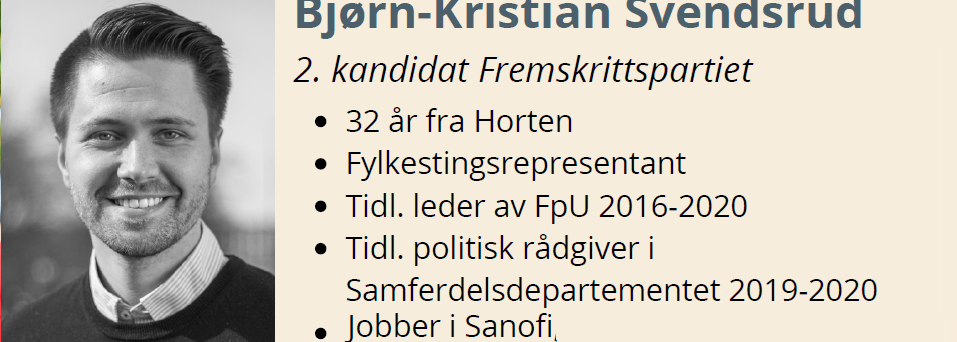 Bjørn-Kristian Svendsrud
2. kandidat Fremskrittspartiet
• 32 år fra Horten
• Fylkestingsrepresentant
• Tidl. leder av FpU 2016-2020
• Tidl. politisk rådgiver i
Samferdelsdepartementet 2019-2020
• Jobber i Sanofi,